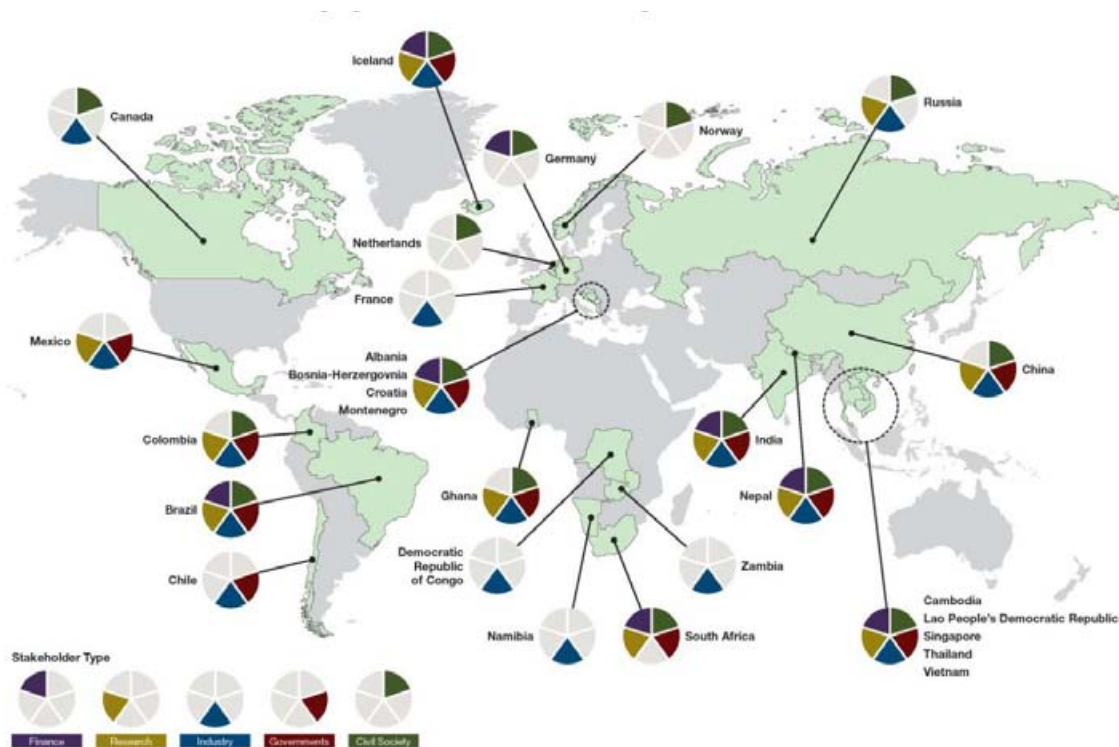 Iceland
Canada
Russia
Norway
Germany
Netherlands
France
Mexico
Albania
Bosnia-Herzergovnia
Croatia
Montenegro
China
Colombia
India
Brazil
Ghana
Nepal
Democratic
Republic
of Congo
Zambia
Chile
Namibia
South Africa
Cambodia
Lao People's Democratic Republic
Singapore
Thailand
Vietnam
Stakeholder Type
Finance
Research
Industry
Governments
Civil Society